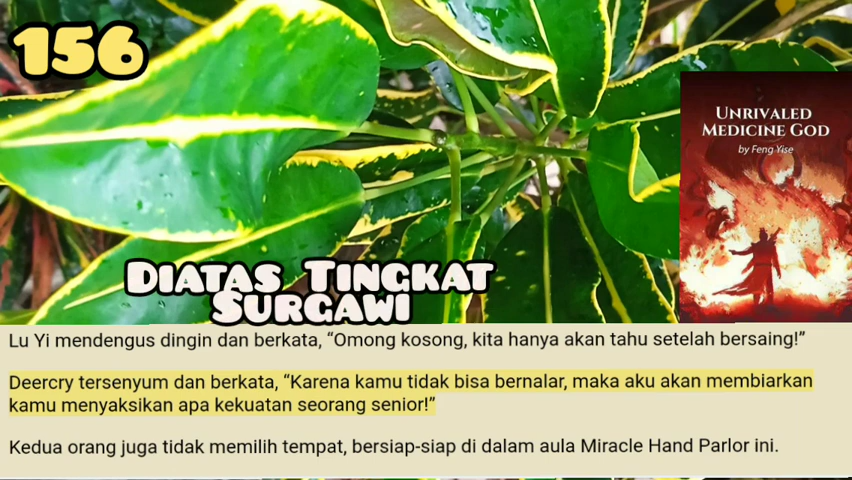 156
UNRIVALED
MEDICINE GOD
by Feng Yise
DIATAS TINGKAT
SURGAWI
Lu Yi mendengus dingin dan berkata, “Omong kosong, kita hanya akan tahu setelah bersaing!”
Deercry tersenyum dan berkata, “Karena kamu tidak bisa bernalar, maka aku akan membiarkan
kamu menyaksikan apa kekuatan seorang senior!”
Kedua orang juga tidak memilih tempat, bersiap-siap di dalam aula Miracle Hand Parlor ini.